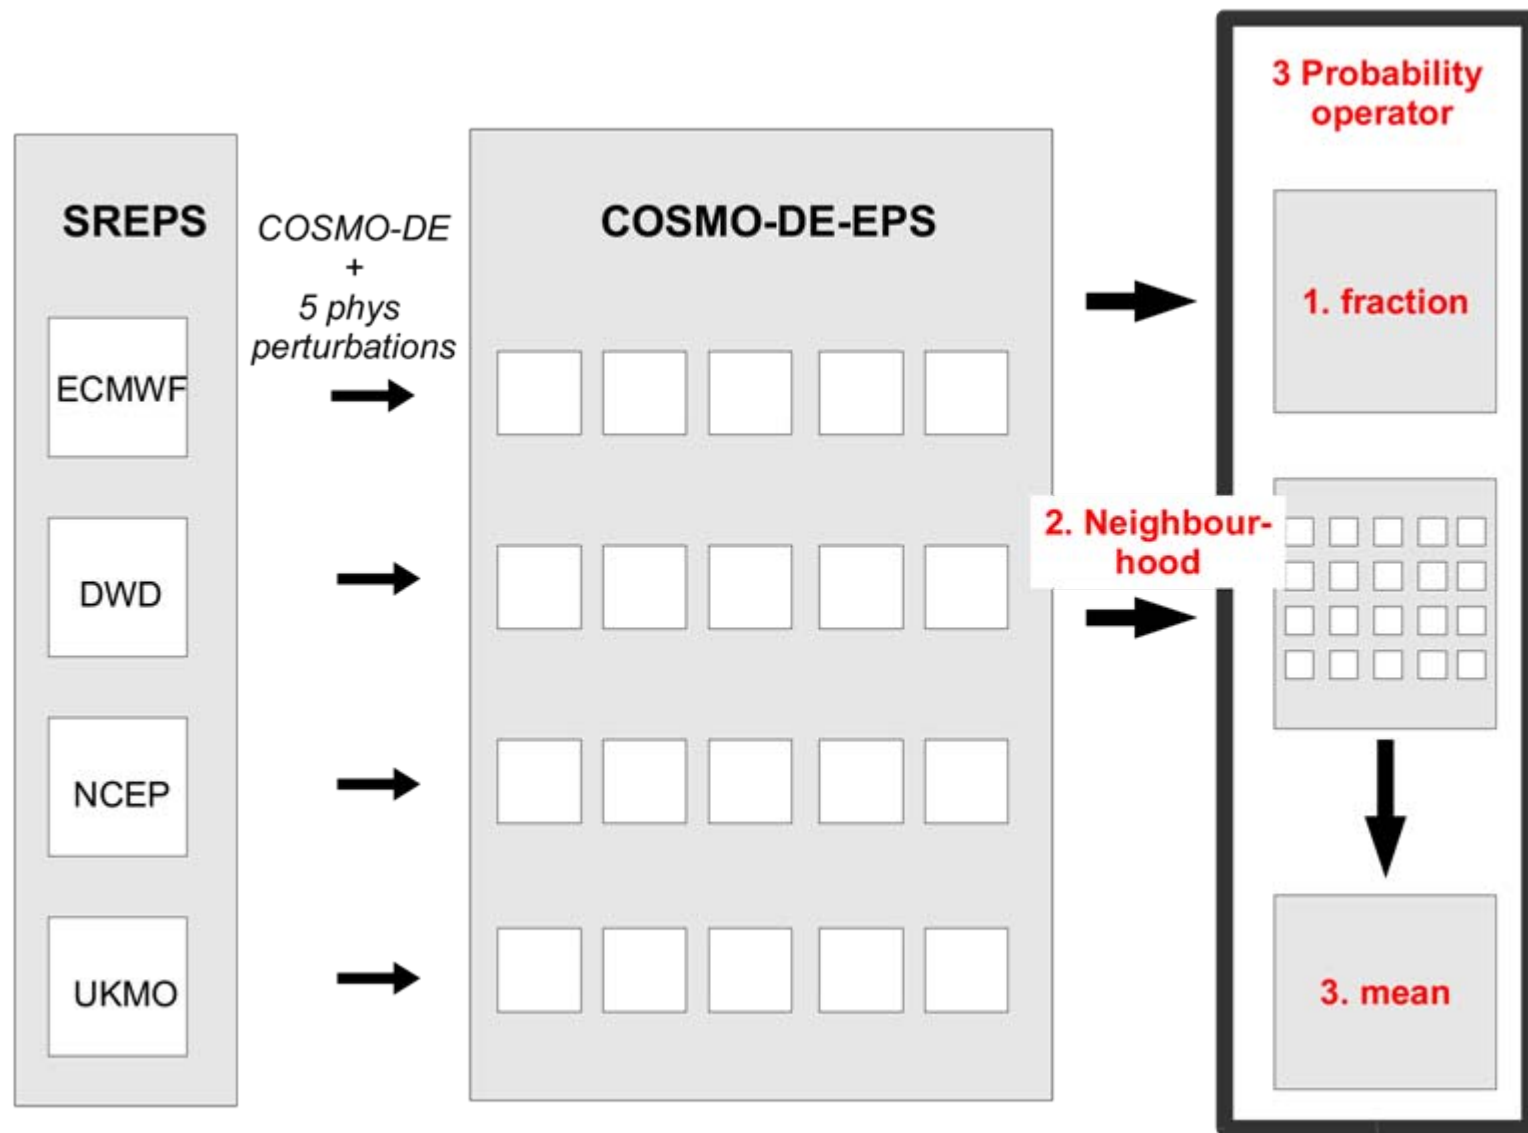 SREPS
ECMWF
DWD
NCEP
UKMO
COSMO-DE
+
5 phys
perturbations
COSMO-DE-EPS
2. Neighbour-
hood
3 Probability
operator
1. fraction
3. mean